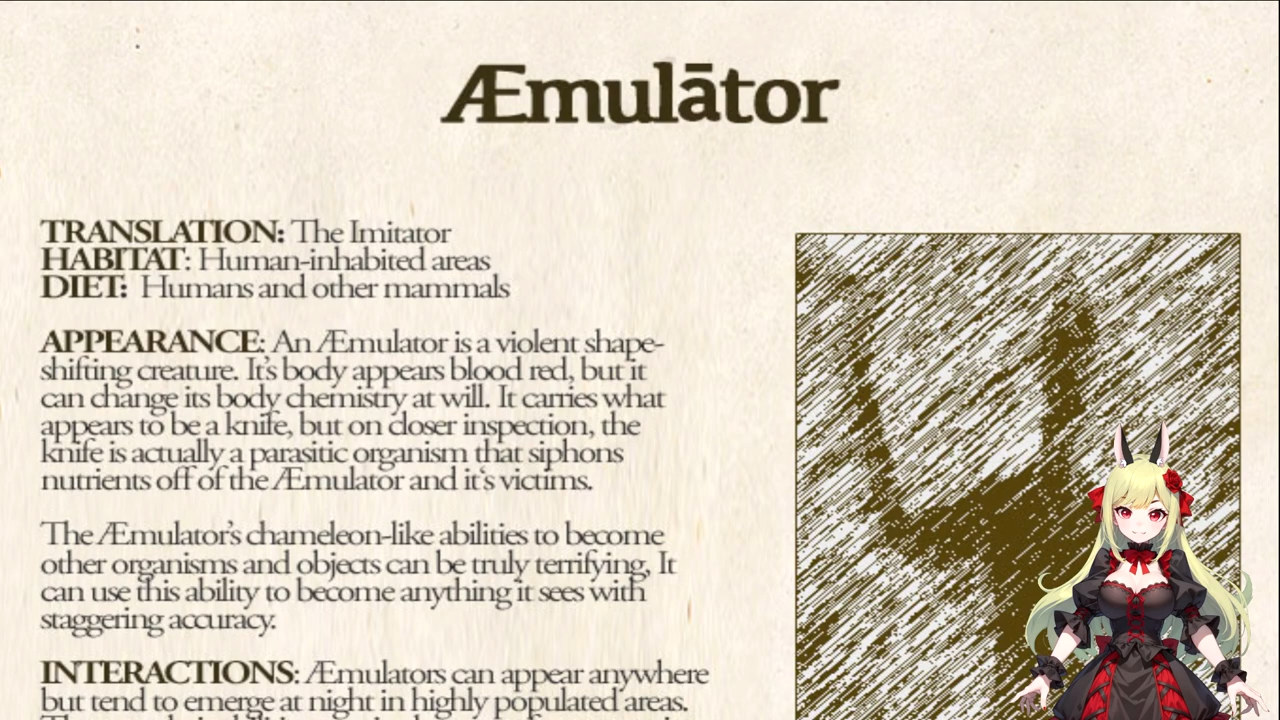 Æmulātor
TRANSLATION: The Imitator
HABITAT: Human-inhabited areas
DIET: Humans and other mammals
APPEARANCE: An Æmulator is a violent shape-
shifting creature. It's body appears blood red, but it
can change its body chemistry at will. It carries what
appears to be a knife, but on closer inspection, the
knife is actually a parasitic organism that siphons
nutrients off of the Æmulator and it's victims.
The Æmulator's chameleon-like abilities to become
other organisms and objects can be truly terrifying, It
can use this ability to become anything it sees with
staggering accuracy.
INTERACTIONS: Æmulators can appear anywhere
but tend to emerge at night in highly populated areas.